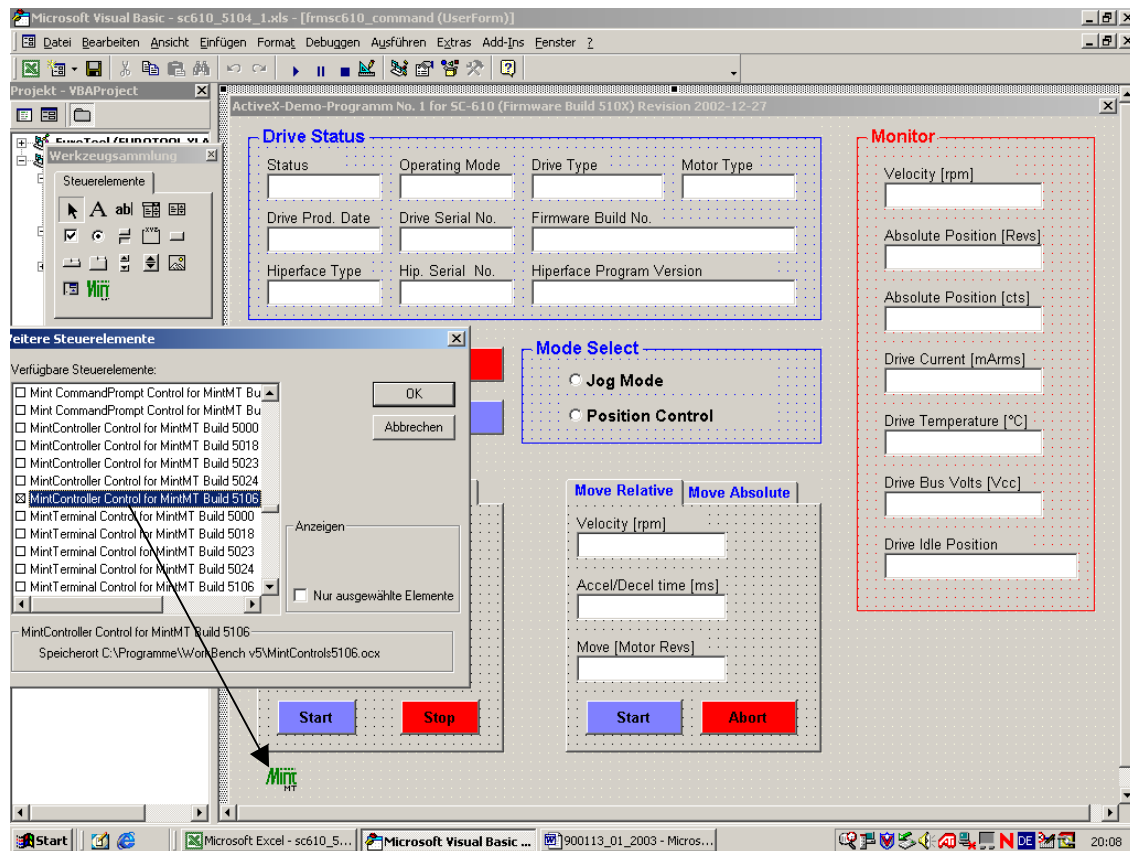 Microsoft Visual Basic - sc610_5104_1.xls - [frmsc610_command (UserForm)]
Datei Bearbeiten Ansicht Einfügen Format Debuggen Ausführen Extras Add-Ins Fenster ?
Projekt - VBAProject
EuroTool (EUROTOOL.XLA
Werkzeugsammlung
Steuerelemente
A ab|
XYZ
Mint
ActiveX-Demo-Programm No. 1 for SC-610 (Firmware Build 510X) Revision 2002-12-27
Drive Status
Status Operating Mode Drive Type Motor Type
Drive Prod. Date Drive Serial No. Firmware Build No.
Hiperface Type Hip. Serial No. Hiperface Program Version
Monitor
Velocity [rpm]
Absolute Position [Revs]
Absolute Position [cts]
Drive Current [mArms]
Drive Temperature [°C]
Drive Bus Volts [Vcc]
Drive Idle Position
Mode Select
Jog Mode
Position Control
Move Relative Move Absolute
Velocity [rpm]
Accel/Decel time [ms]
Move [Motor Revs]
Start Abort
Start Stop
eitere Steuerelemente
Verfügbare Steuerelemente:
Mint CommandPrompt Control for MintMT Bu
Mint CommandPrompt Control for MintMT Bu
MintController Control for MintMT Build 5000
MintController Control for MintMT Build 5018
MintController Control for MintMT Build 5023
MintController Control for MintMT Build 5024
MintController Control for MintMT Build 5106
MintTerminal Control for MintMT Build 5000
MintTerminal Control for MintMT Build 5018
MintTerminal Control for MintMT Build 5023
MintTerminal Control for MintMT Build 5024
MintTerminal Control for MintMT Build 5106
OK
Abbrechen
Anzeigen
Nur ausgewählte Elemente
MintController Control for MintMT Build 5106
Speicherort C:\Programme\WorkBench v5\MintControls5106.ocx
Mint
MT
Start Microsoft Excel - sc610_5... Microsoft Visual Basic ... 900113_01_2003 - Micros... N DE 20:08